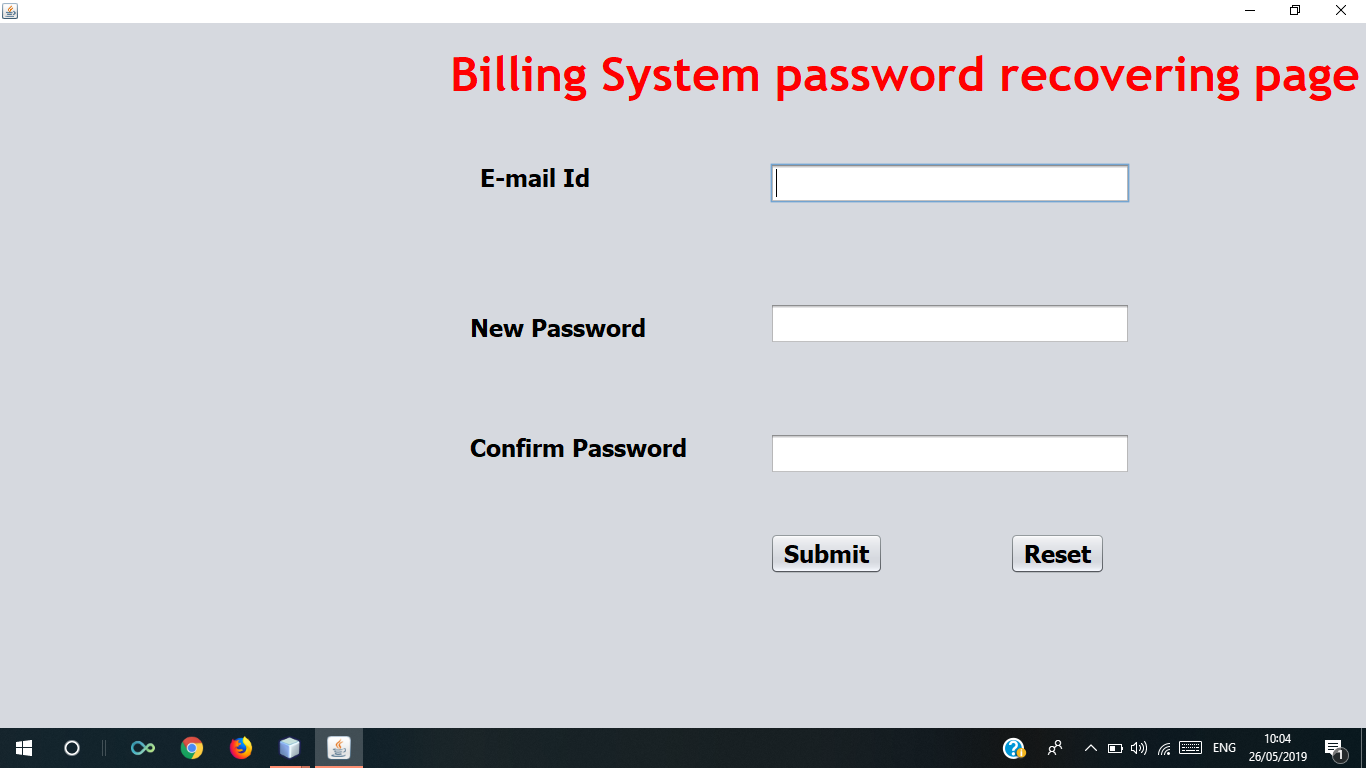 Billing System password recovering page
E-mail Id
New Password
Confirm Password
Submit Reset
ENG
10:04
26/05/2019
1